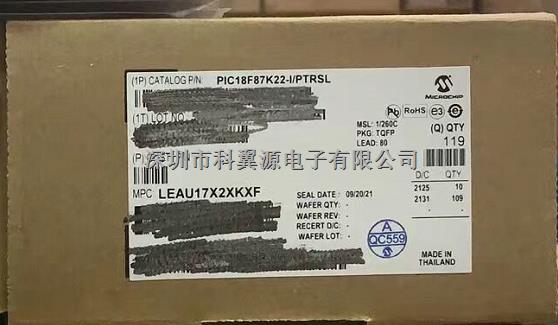 (1P) CATALOG P/N: PIC18F87K22-I/PTRSL
MICROCHIP
(1T) LOT NO
Pb RoHS e3 e
MSL: 1/260C
PKG: TQFP
LEAD: 80
(Q) QTY
119
深圳市科翼源电子有限公司
MPC LEAU17X2XKXF
D/C QTY
2125 10
2131 109
SEAL DATE: 09/20/21
WAFER QTY: -
WAFER REV: -
RECERT D/C: -
WAFER LOT: -
A
QC559
MADE IN
THAILAND